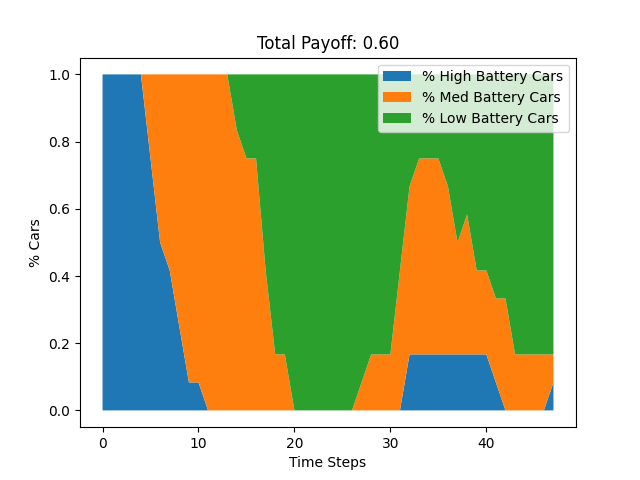 Total Payoff: 0.60
% High Battery Cars
% Med Battery Cars
% Low Battery Cars
1.0
0.8
0.6
0.4
0.2
0.0
% Cars
0 10 20 30 40
Time Steps